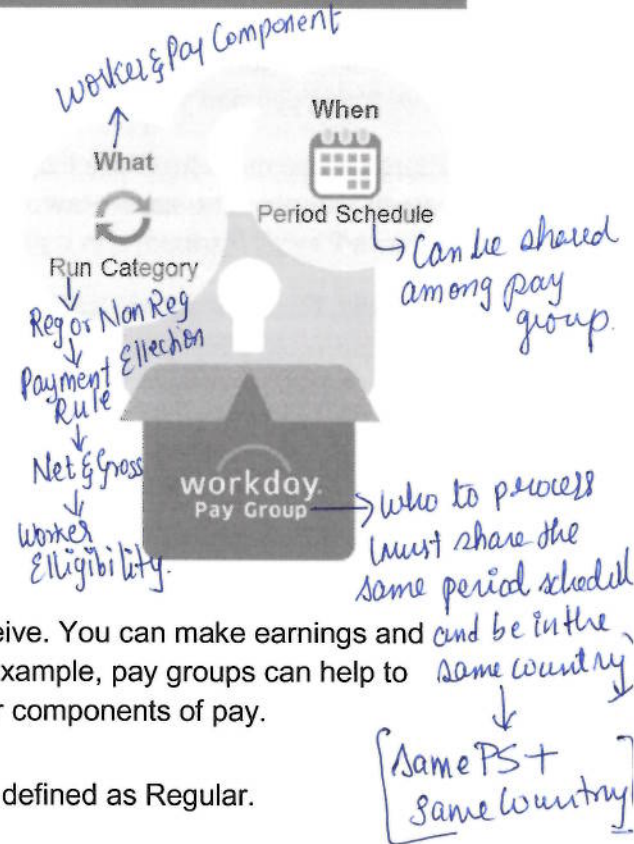 Worker & Pay Component
What
When
Run Category
Period Schedule
Can be shared
among pay
group.
Reg or Non Reg
Payment Ellection
Rule
Net & Gross
Worker
Elligibility.
workday.
Pay Group
Who to process
must share the
same period schedul
and be in the
same country
eive. You can make earnings and
xample, pay groups can help to
r components of pay.
[same PS +
same Country]
defined as Regular.